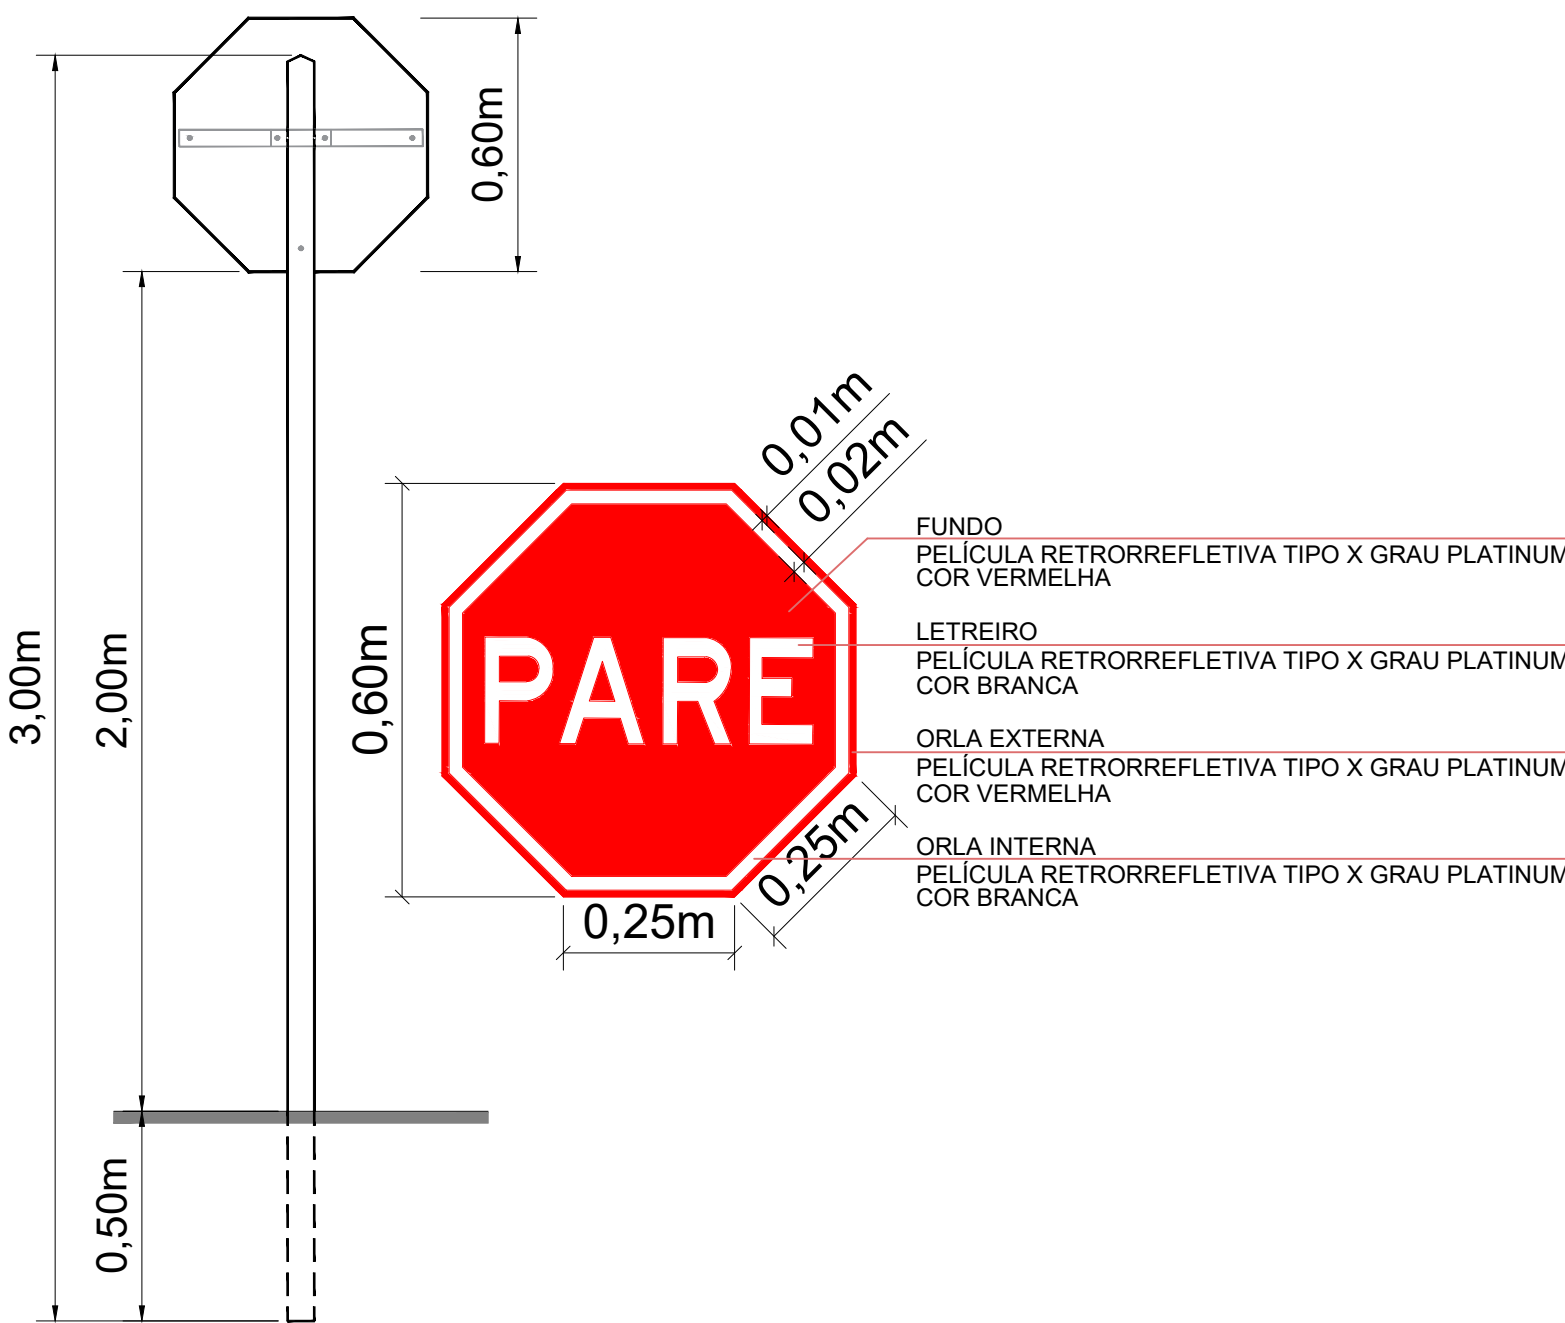 0,60m
3,00m
2,00m
0,50m
0,01m
0,02m
0,60m
PARE
0,25m
0,25m
FUNDO
PELÍCULA RETRORREFLETIVA TIPO X GRAU PLATINUM
COR VERMELHA
LETREIRO
PELÍCULA RETRORREFLETIVA TIPO X GRAU PLATINUM
COR BRANCA
ORLA EXTERNA
PELÍCULA RETRORREFLETIVA TIPO X GRAU PLATINUM
COR VERMELHA
ORLA INTERNA
PELÍCULA RETRORREFLETIVA TIPO X GRAU PLATINUM
COR BRANCA